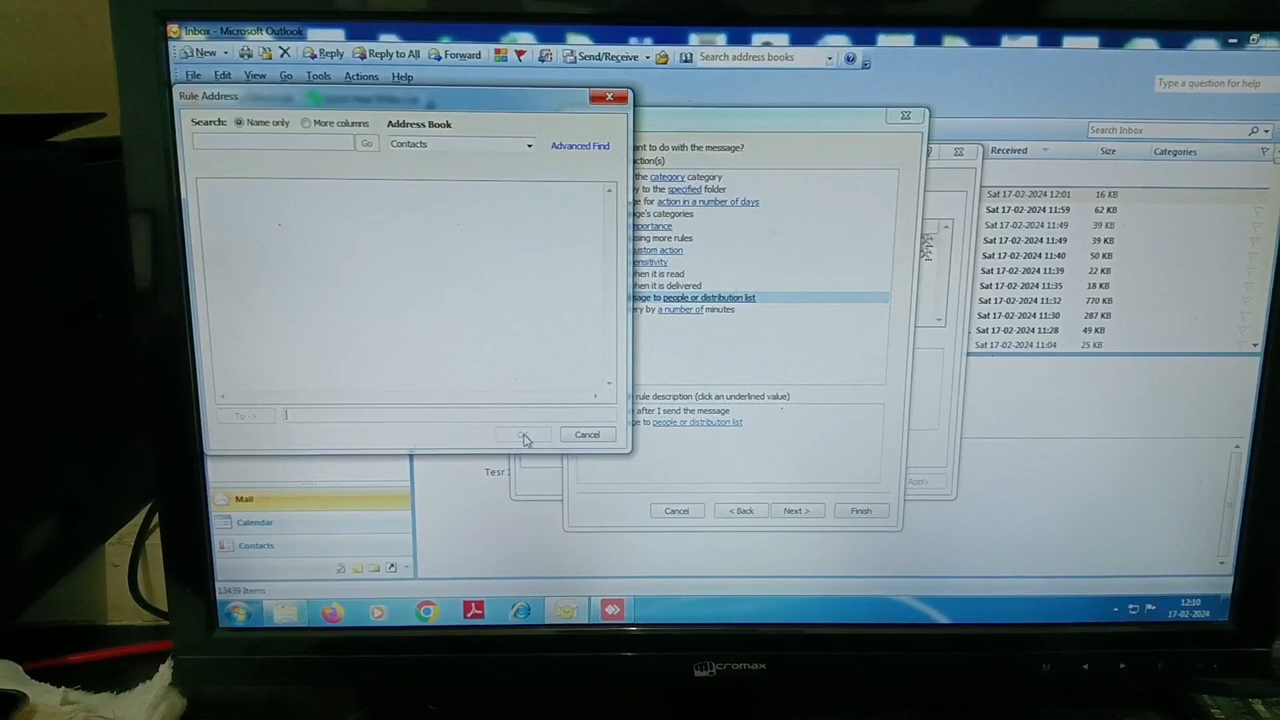 Inbox - Microsoft Outlook
New Reply Reply to All Forward Send/Receive Search address books
File Edit View Go Tools Actions Help
Type a question for help
Rule Address
Search: Name only More columns Address Book
Go Contacts Advanced Find
To ->
Cancel
ant to do with the message?
action(s)
the category category
y to the specified folder
ge for action in a number of days
ge's categories
mportance
sing more rules
ustom action
ensitivity
hen it is read
hen it is delivered
sage to people or distribution list
ery by a number of minutes
rule description (click an underlined value)
after I send the message
ge to people or distribution list
Cancel < Back Next > Finish
Apply
Search Inbox
Received Size Categories
Sat 17-02-2024 12:01 16 KB
Sat 17-02-2024 11:59 62 KB
Sat 17-02-2024 11:49 39 KB
Sat 17-02-2024 11:49 39 KB
Sat 17-02-2024 11:40 50 KB
Sat 17-02-2024 11:39 22 KB
Sat 17-02-2024 11:35 18 KB
Sat 17-02-2024 11:32 770 KB
Sat 17-02-2024 11:30 287 KB
Sat 17-02-2024 11:28 49 KB
Sat 17-02-2024 11:04 25 KB
Mail
Calendar
Contacts
13439 Items
12:10
17-02-2024
micromax